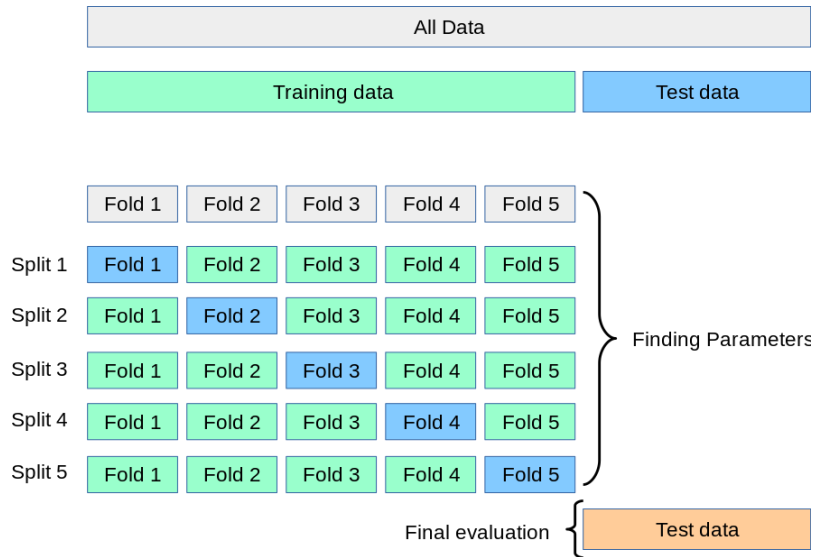 All Data
Training data Test data
Fold 1 Fold 2 Fold 3 Fold 4 Fold 5
Split 1 Fold 1 Fold 2 Fold 3 Fold 4 Fold 5
Split 2 Fold 1 Fold 2 Fold 3 Fold 4 Fold 5
Finding Parameters
Split 3 Fold 1 Fold 2 Fold 3 Fold 4 Fold 5
Split 4 Fold 1 Fold 2 Fold 3 Fold 4 Fold 5
Split 5 Fold 1 Fold 2 Fold 3 Fold 4 Fold 5
Final evaluation Test data